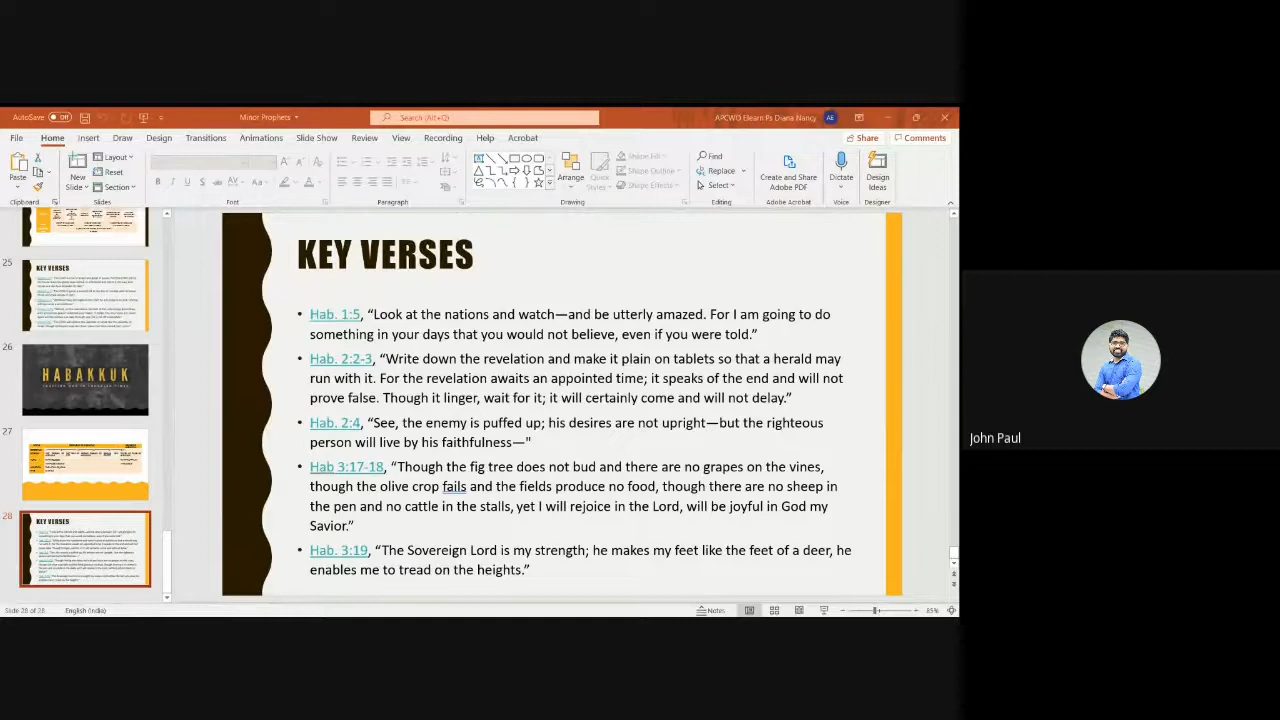 AutoSave Off Minor Prophets Search (Alt+Q) APCWO Elearn Ps Diana Nancy AE
File Home Insert Draw Design Transitions Animations Slide Show Review View Recording Help Acrobat Share Comments
Paste New Slide Layout Reset Section
Arrange Quick Styles Shape Fill Shape Outline Shape Effects
Find Replace Select
Create and Share Adobe PDF Dictate Design Ideas
Clipboard Slides Font Paragraph Drawing Editing Adobe Acrobat Voice Designer
25
KEY VERSES
26
HABAKKUK
27
28
KEY VERSES
KEY VERSES
• Hab. 1:5, “Look at the nations and watch—and be utterly amazed. For I am going to do
something in your days that you would not believe, even if you were told.”
• Hab. 2:2-3, “Write down the revelation and make it plain on tablets so that a herald may
run with it. For the revelation awaits an appointed time; it speaks of the end and will not
prove false. Though it linger, wait for it; it will certainly come and will not delay.”
• Hab. 2:4, “See, the enemy is puffed up; his desires are not upright—but the righteous
person will live by his faithfulness—"
• Hab 3:17-18, “Though the fig tree does not bud and there are no grapes on the vines,
though the olive crop fails and the fields produce no food, though there are no sheep in
the pen and no cattle in the stalls, yet I will rejoice in the Lord, will be joyful in God my
Savior.”
• Hab. 3:19, “The Sovereign Lord is my strength; he makes my feet like the feet of a deer, he
enables me to tread on the heights.”
Slide 28 of 28 English (India) Notes 85%
John Paul